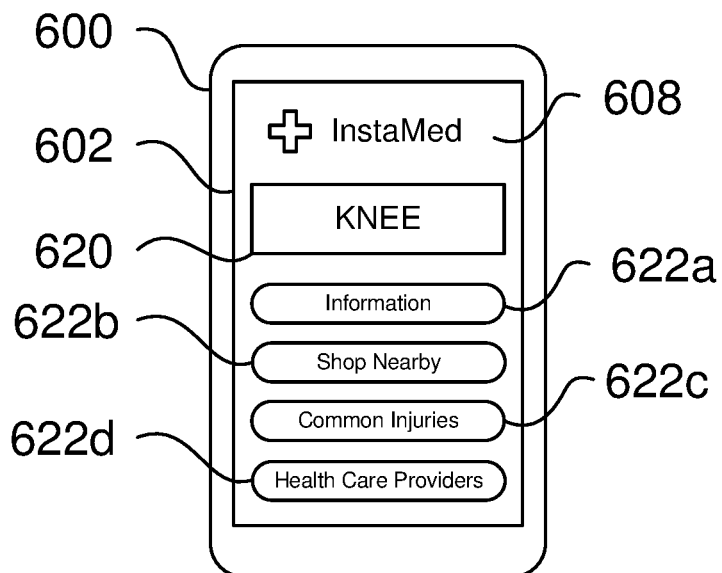 600
608
InstaMed
602
KNEE
620
622a
Information
622b
Shop Nearby
622c
Common Injuries
622d
Health Care Providers